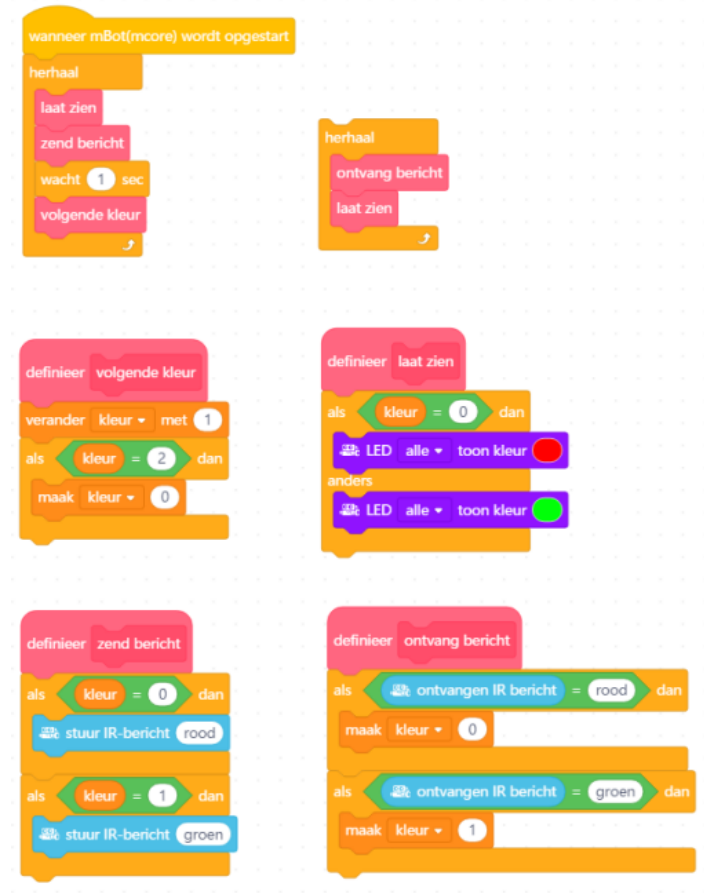 wanneer mBot(mcore) wordt opgestart
herhaal
laat zien
zend bericht
wacht 1 sec
volgende kleur
herhaal
ontvang bericht
laat zien
definieer volgende kleur
verander kleur met 1
als kleur = 2 dan
maak kleur 0
definieer laat zien
als kleur = 0 dan
LED alle toon kleur
anders
LED alle toon kleur
definieer zend bericht
als kleur = 0 dan
stuur IR-bericht rood
als kleur = 1 dan
stuur IR-bericht groen
definieer ontvang bericht
als ontvangen IR bericht = rood dan
maak kleur 0
als ontvangen IR bericht = groen dan
maak kleur 1